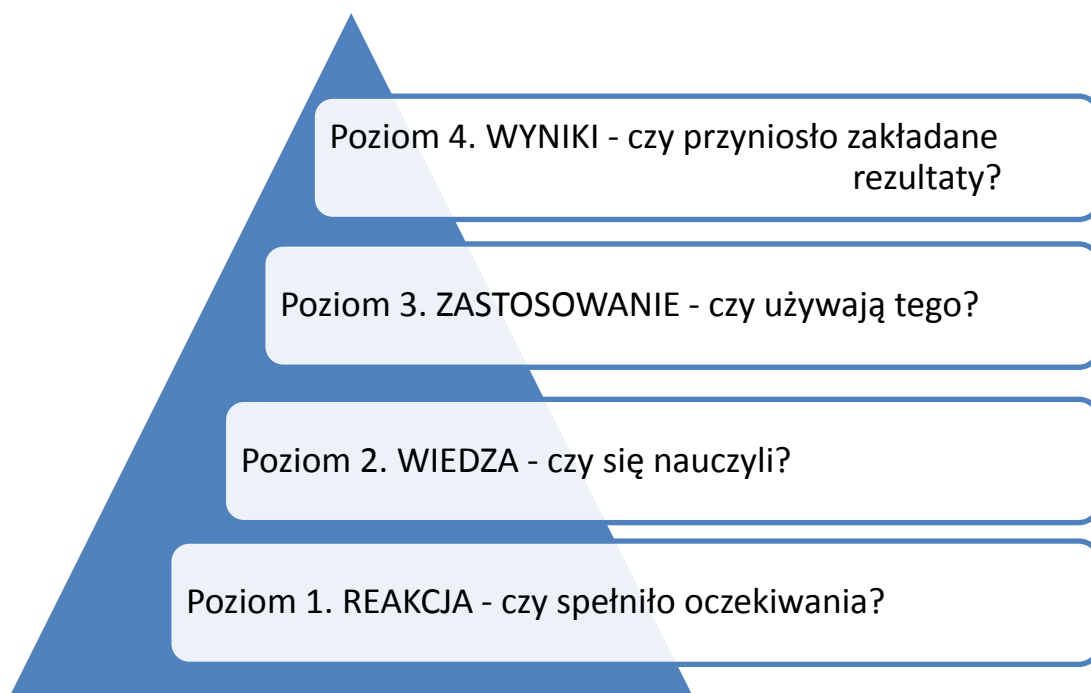 Poziom 4. WYNIKI - czy przyniosło zakładane
rezultaty?
Poziom 3. ZASTOSOWANIE - czy używają tego?
Poziom 2. WIEDZA - czy się nauczyli?
Poziom 1. REAKCJA - czy spełniło oczekiwania?